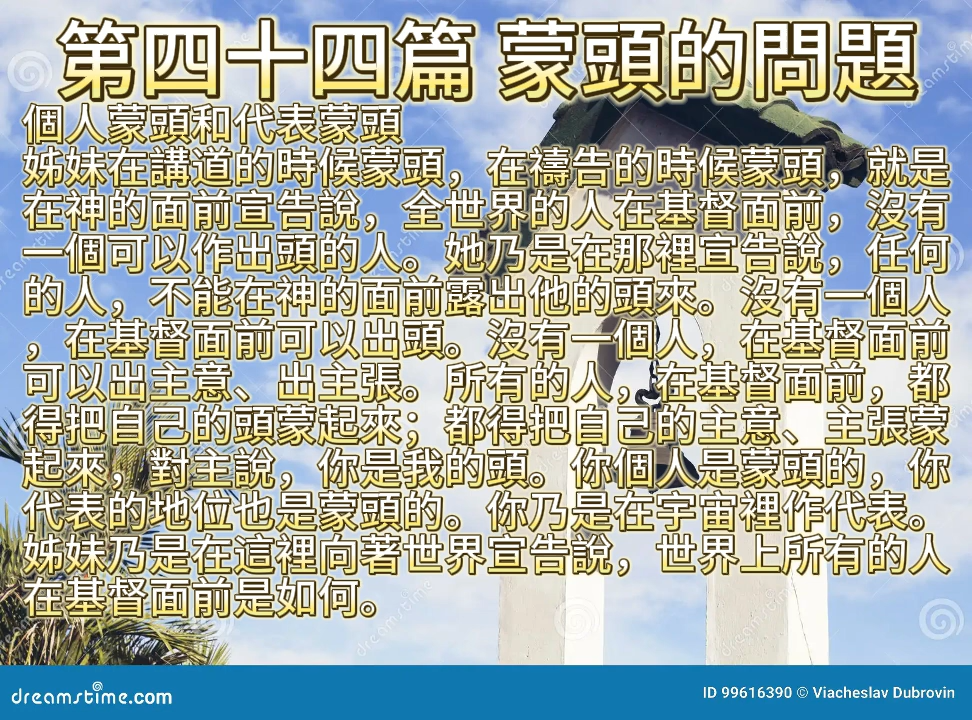 第四十四篇 蒙頭的問題
個人蒙頭和代表蒙頭
姊妹在講道的時候蒙頭，在禱告的時候蒙頭，就是
在神的面前宣告說，全世界的人在基督面前，沒有
一個可以作出頭的人。她乃是在那裡宣告說，任何
的人，不能在神的面前露出他的頭來。沒有一個人
，在基督面前可以出頭。沒有一個人，在基督面前
可以出主意、出主張。所有的人，在基督面前，都
得把自己的頭蒙起來；都得把自己的主意、主張蒙
起來，對主說，你是我的頭。你個人是蒙頭的，你
代表的地位也是蒙頭的。你乃是在宇宙裡作代表。
姊妹乃是在這裡向著世界宣告說，世界上所有的人
在基督面前是如何。
dreamstime.com
ID 99616390 © Viacheslav Dubrovin